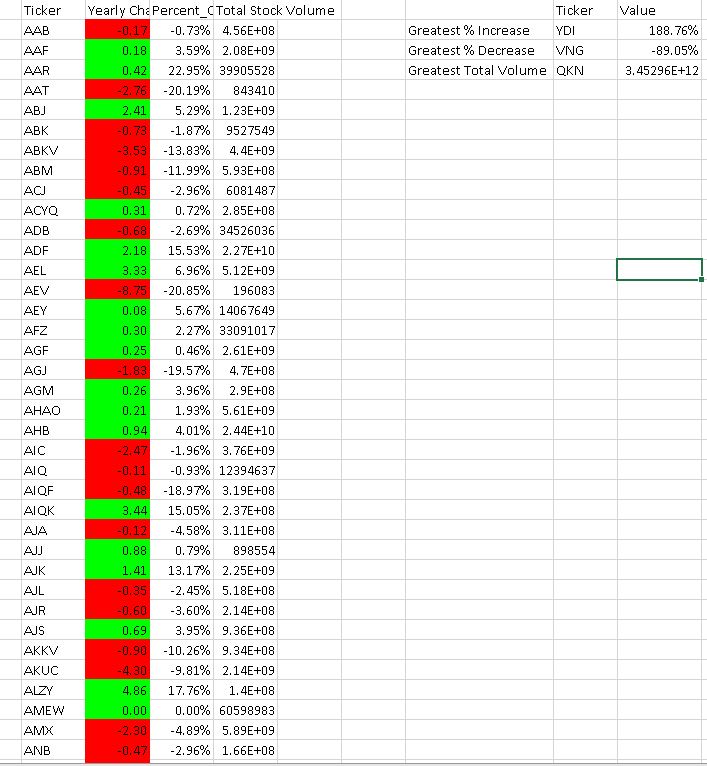 Ticker Yearly Cha Percent_C Total Stock Volume Ticker Value
AAB -0.17 -0.73% 4.56E+08 Greatest % Increase YDI 188.76%
AAF 0.18 3.59% 2.08E+09 Greatest % Decrease VNG -89.05%
AAR 0.42 22.95% 39905528 Greatest Total Volume QKN 3.45296E+12
AAT -2.76 -20.19% 843410
ABJ 2.41 5.29% 1.23E+09
ABK -0.73 -1.87% 9527549
ABKV -3.53 -13.83% 4.4E+09
ABM -0.91 -11.99% 5.93E+08
ACJ -0.45 -2.96% 6081487
ACYQ 0.31 0.72% 2.85E+08
ADB -0.68 -2.69% 34526036
ADF 2.18 15.53% 2.27E+10
AEL 3.33 6.96% 5.12E+09
AEV -8.75 -20.85% 196083
AEY 0.08 5.67% 14067649
AFZ 0.30 2.27% 33091017
AGF 0.25 0.46% 2.61E+09
AGJ -1.83 -19.57% 4.7E+08
AGM 0.26 3.96% 2.9E+08
AHAO 0.21 1.93% 5.61E+09
AHB 0.94 4.01% 2.44E+10
AIC -2.47 -1.96% 3.76E+09
AIQ -0.11 -0.93% 12394637
AIQF -0.48 -18.97% 3.19E+08
AIQK 3.44 15.05% 2.37E+08
AJA -0.12 -4.58% 3.11E+08
AJJ 0.88 0.79% 898554
AJK 1.41 13.17% 2.25E+09
AJL -0.35 -2.45% 5.18E+08
AJR -0.60 -3.60% 2.14E+08
AJS 0.69 3.95% 9.36E+08
AKKV -0.90 -10.26% 9.34E+08
AKUC -4.30 -9.81% 2.14E+09
ALZY 4.86 17.76% 1.4E+08
AMEW 0.00 0.00% 60598983
AMX -2.30 -4.89% 5.89E+09
ANB -0.47 -2.96% 1.66E+08